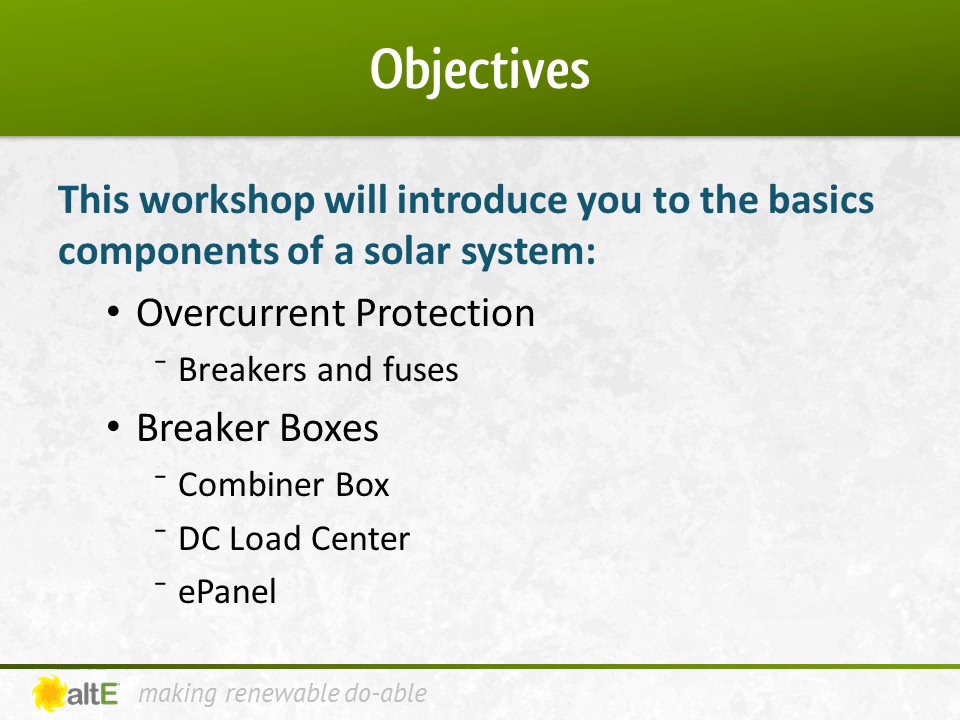 Objectives
This workshop will introduce you to the basics
components of a solar system:
• Overcurrent Protection
⁻ Breakers and fuses
• Breaker Boxes
⁻ Combiner Box
⁻ DC Load Center
⁻ ePanel
altE making renewable do-able